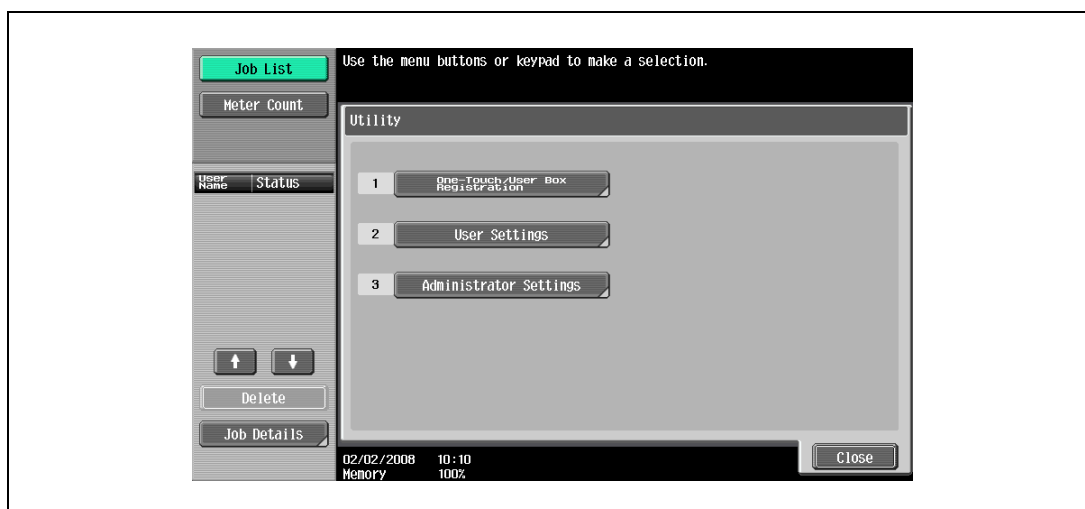 Job List
Meter Count
User Name
Status
Delete
Job Details
Use the menu buttons or keypad to make a selection.
Utility
1
One-Touch/User Box
Registration
2
User Settings
3
Administrator Settings
02/02/2008 10:10
Memory 100%
Close